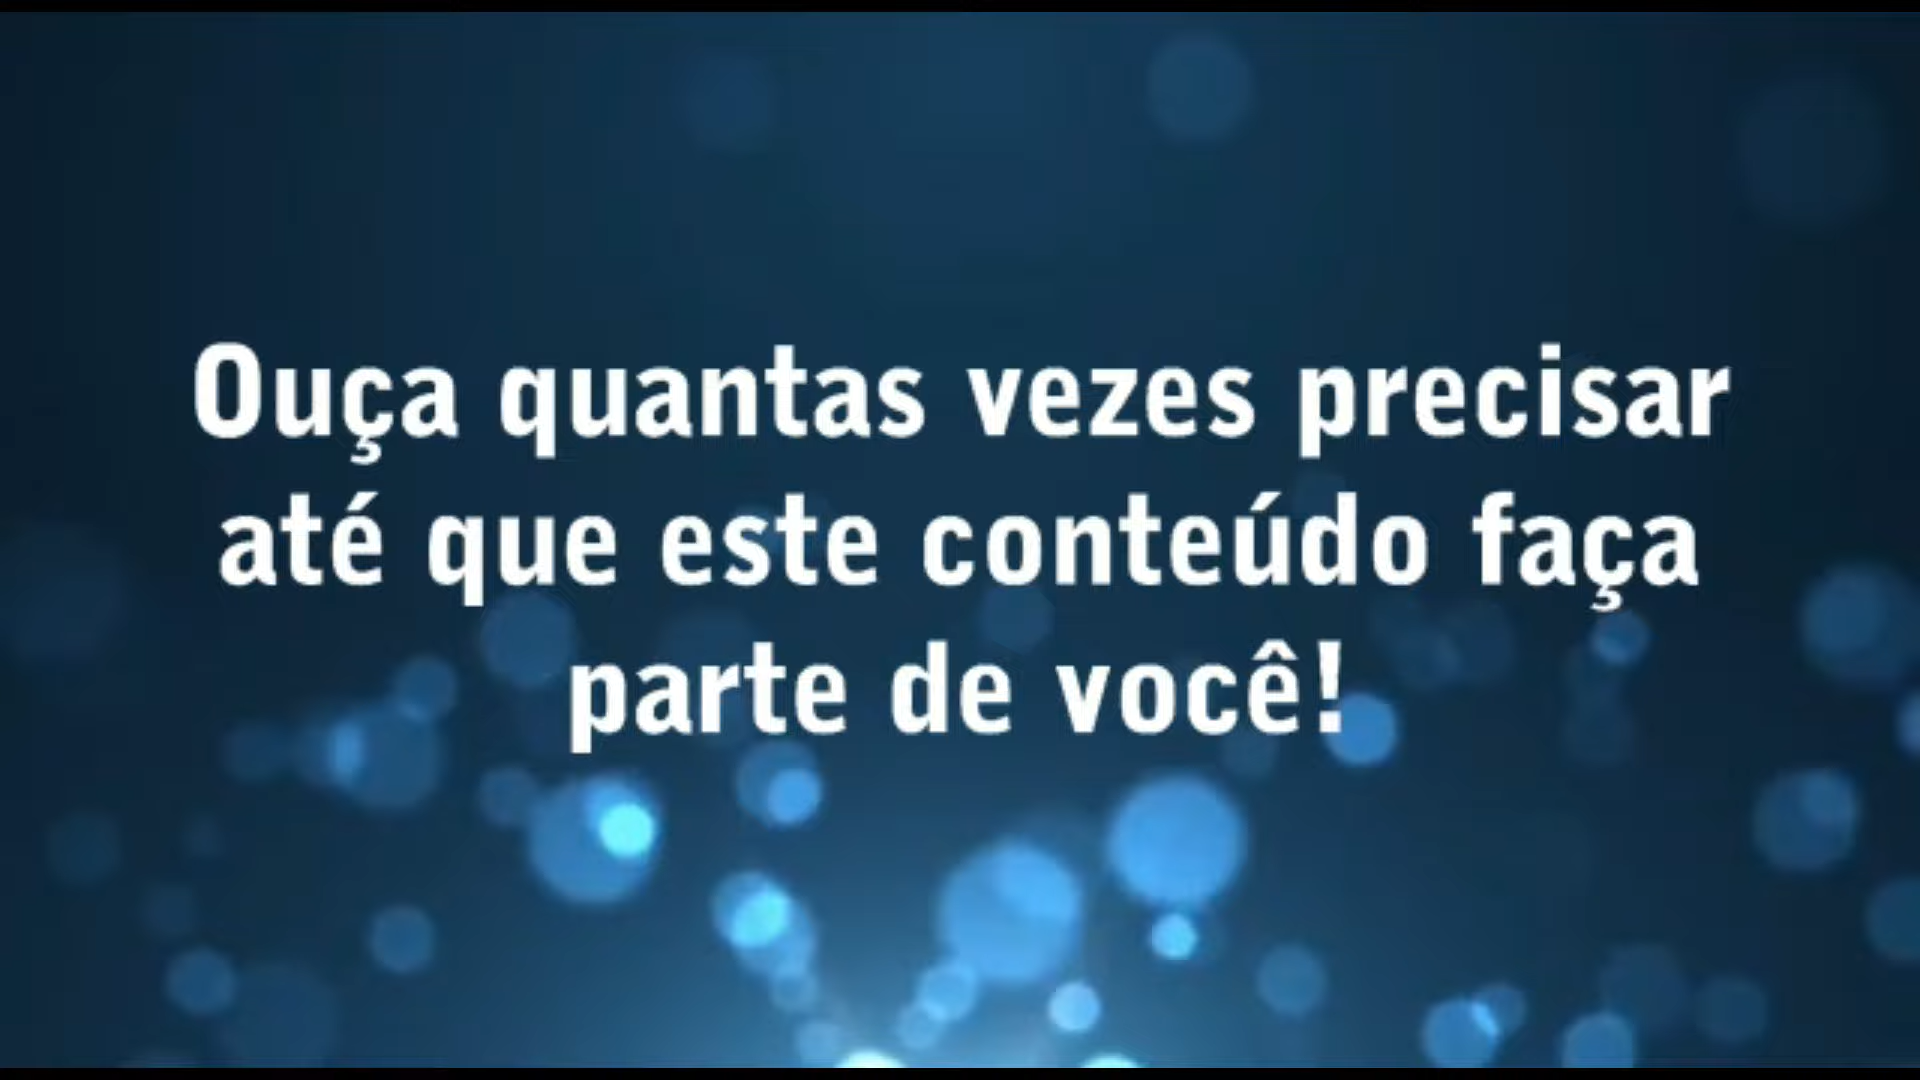 Ouça quantas vezes precisar
até que este conteúdo faça
parte de você!